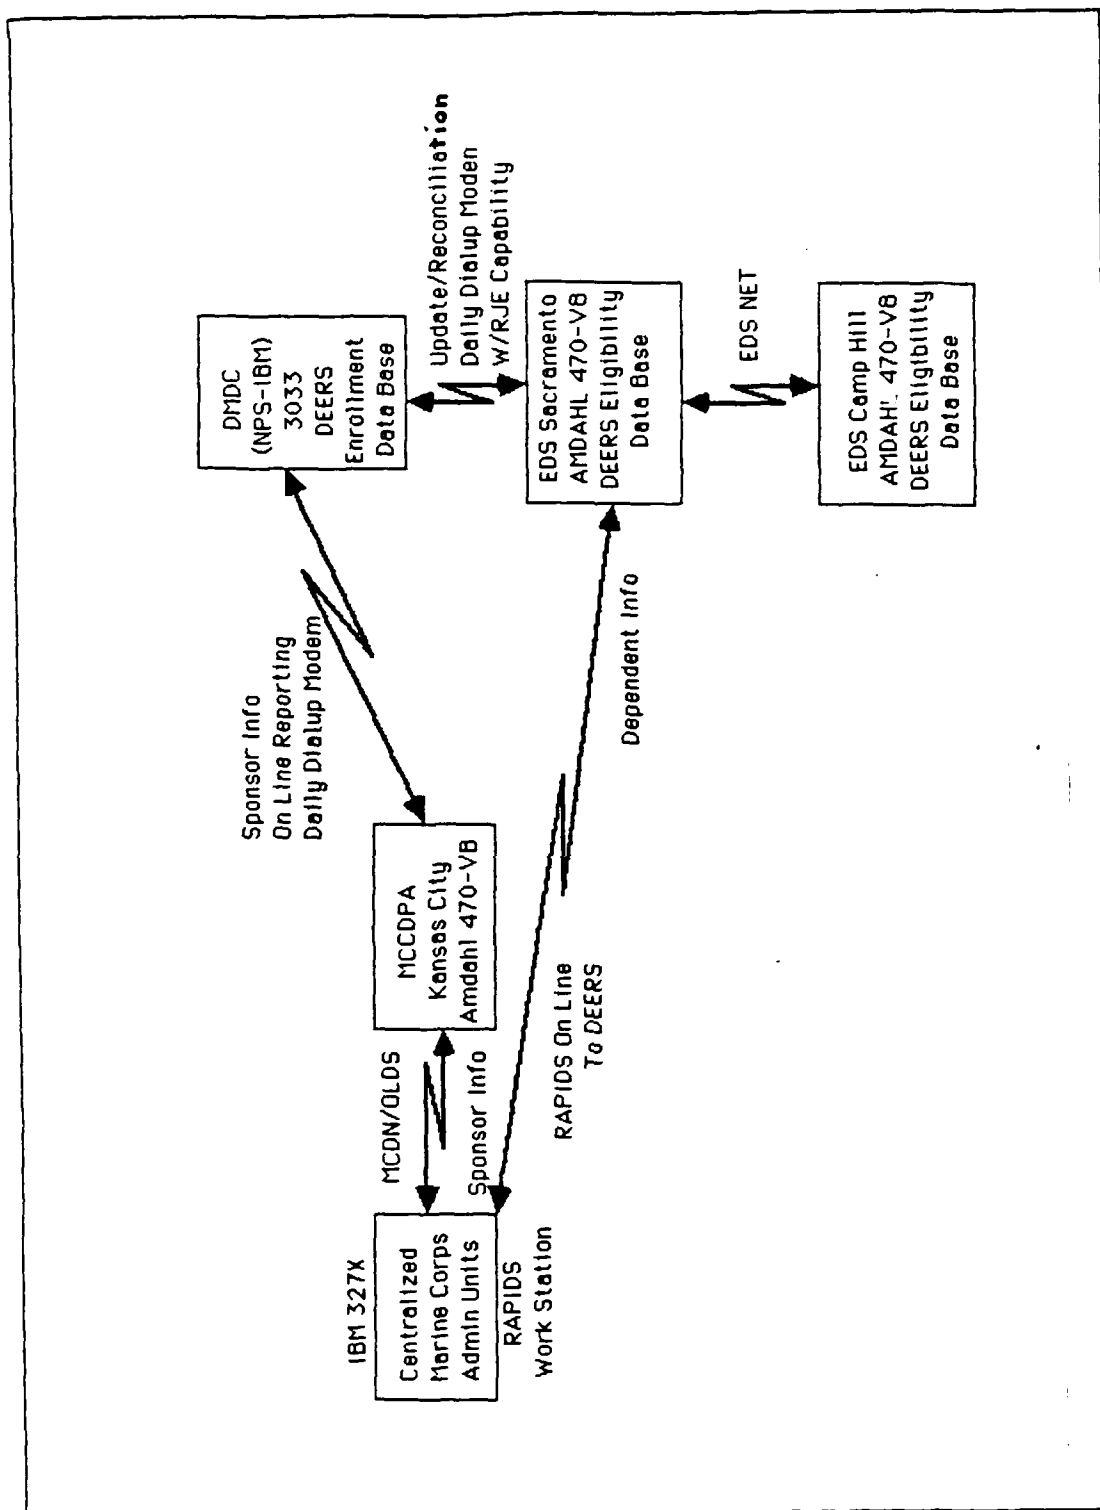 IBM 327X
Centralized
Marine Corps
Admin Units
RAPIDS
Work Station
MCDN/OLDS
Sponsor Info
MCCDPA
Kansas City
Amdahl 470-V8
Sponsor Info
On Line Reporting
Daily Dialup Modem
DMDC
(NPS-IBM)
3033
DEERS
Enrollment
Data Base
Update/Reconciliation
Daily Dialup Moden
W/RJE Capability
RAPIDS On Line
To DEERS
Dependent Info
EDS Sacramento
AMDAHL 470-V8
DEERS Eligibility
Data Base
EDS NET
EDS Camp Hill
AMDAHL 470-V8
DEERS Eligibility
Data Base